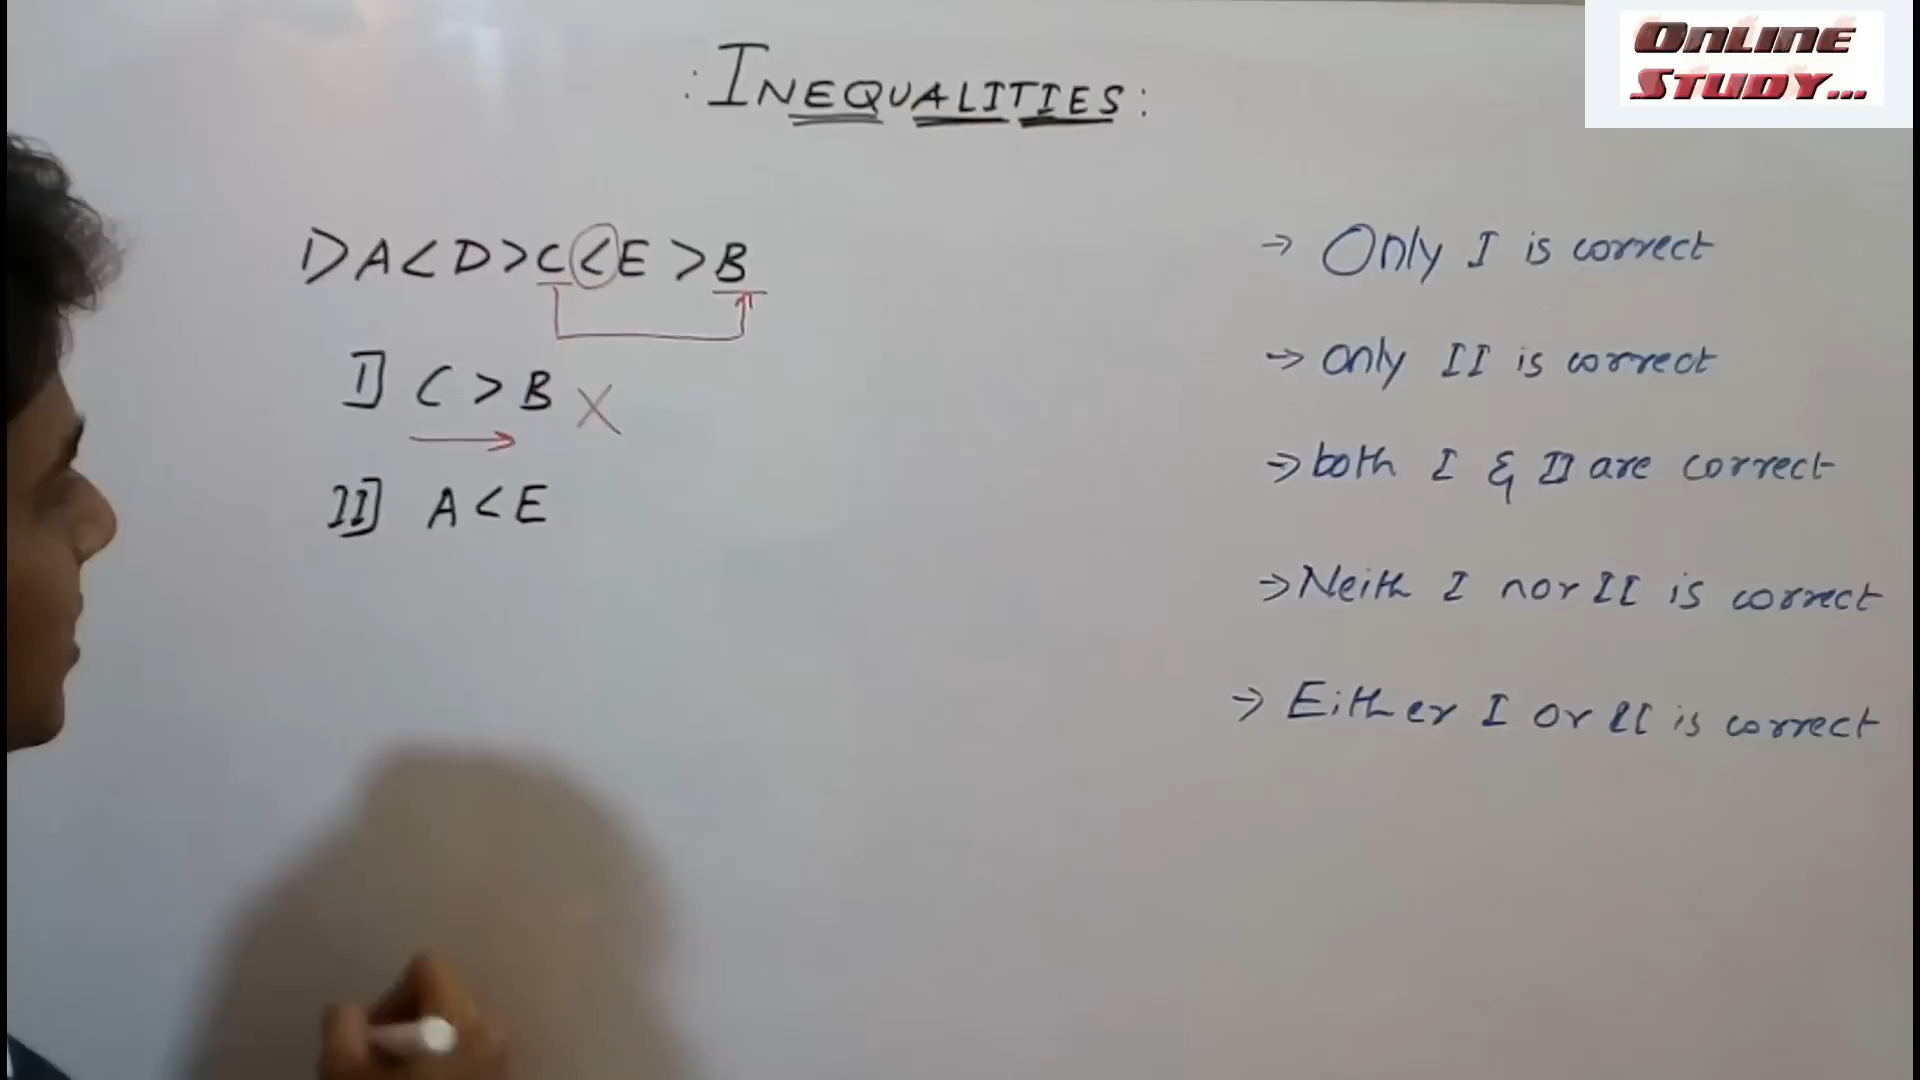 : INEQUALITIES :
ONLINE STUDY...
1) A < D > C < E > B
I] C > B X
II] A < E
→ Only I is correct
→ only II is correct
→ both I & II are correct
→ Neith I nor II is correct
→ Either I or II is correct